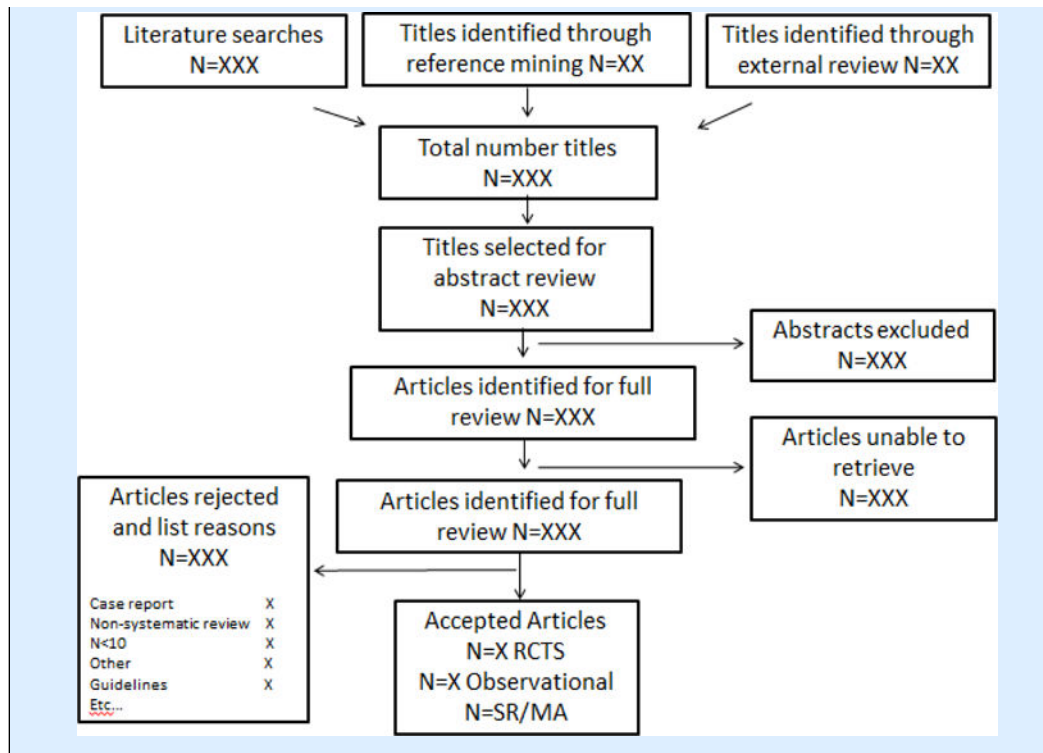 Literature searches
N=XXX
Titles identified through
reference mining N=XX
Titles identified through
external review N=XX
Total number titles
N=XXX
Titles selected for
abstract review
N=XXX
Abstracts excluded
N=XXX
Articles identified for full
review N=XXX
Articles unable to
retrieve
N=XXX
Articles identified for full
review N=XXX
Articles rejected
and list reasons
N=XXX
Case report X
Non-systematic review X
N<10 X
Other X
Guidelines X
Etc...
Accepted Articles
N=X RCTS
N=X Observational
N=SR/MA